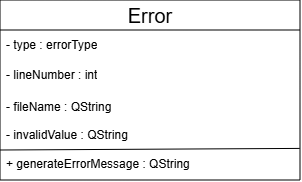 Error
- type : errorType
- lineNumber : int
- fileName : QString
- invalidValue : QString
+ generateErrorMessage : QString